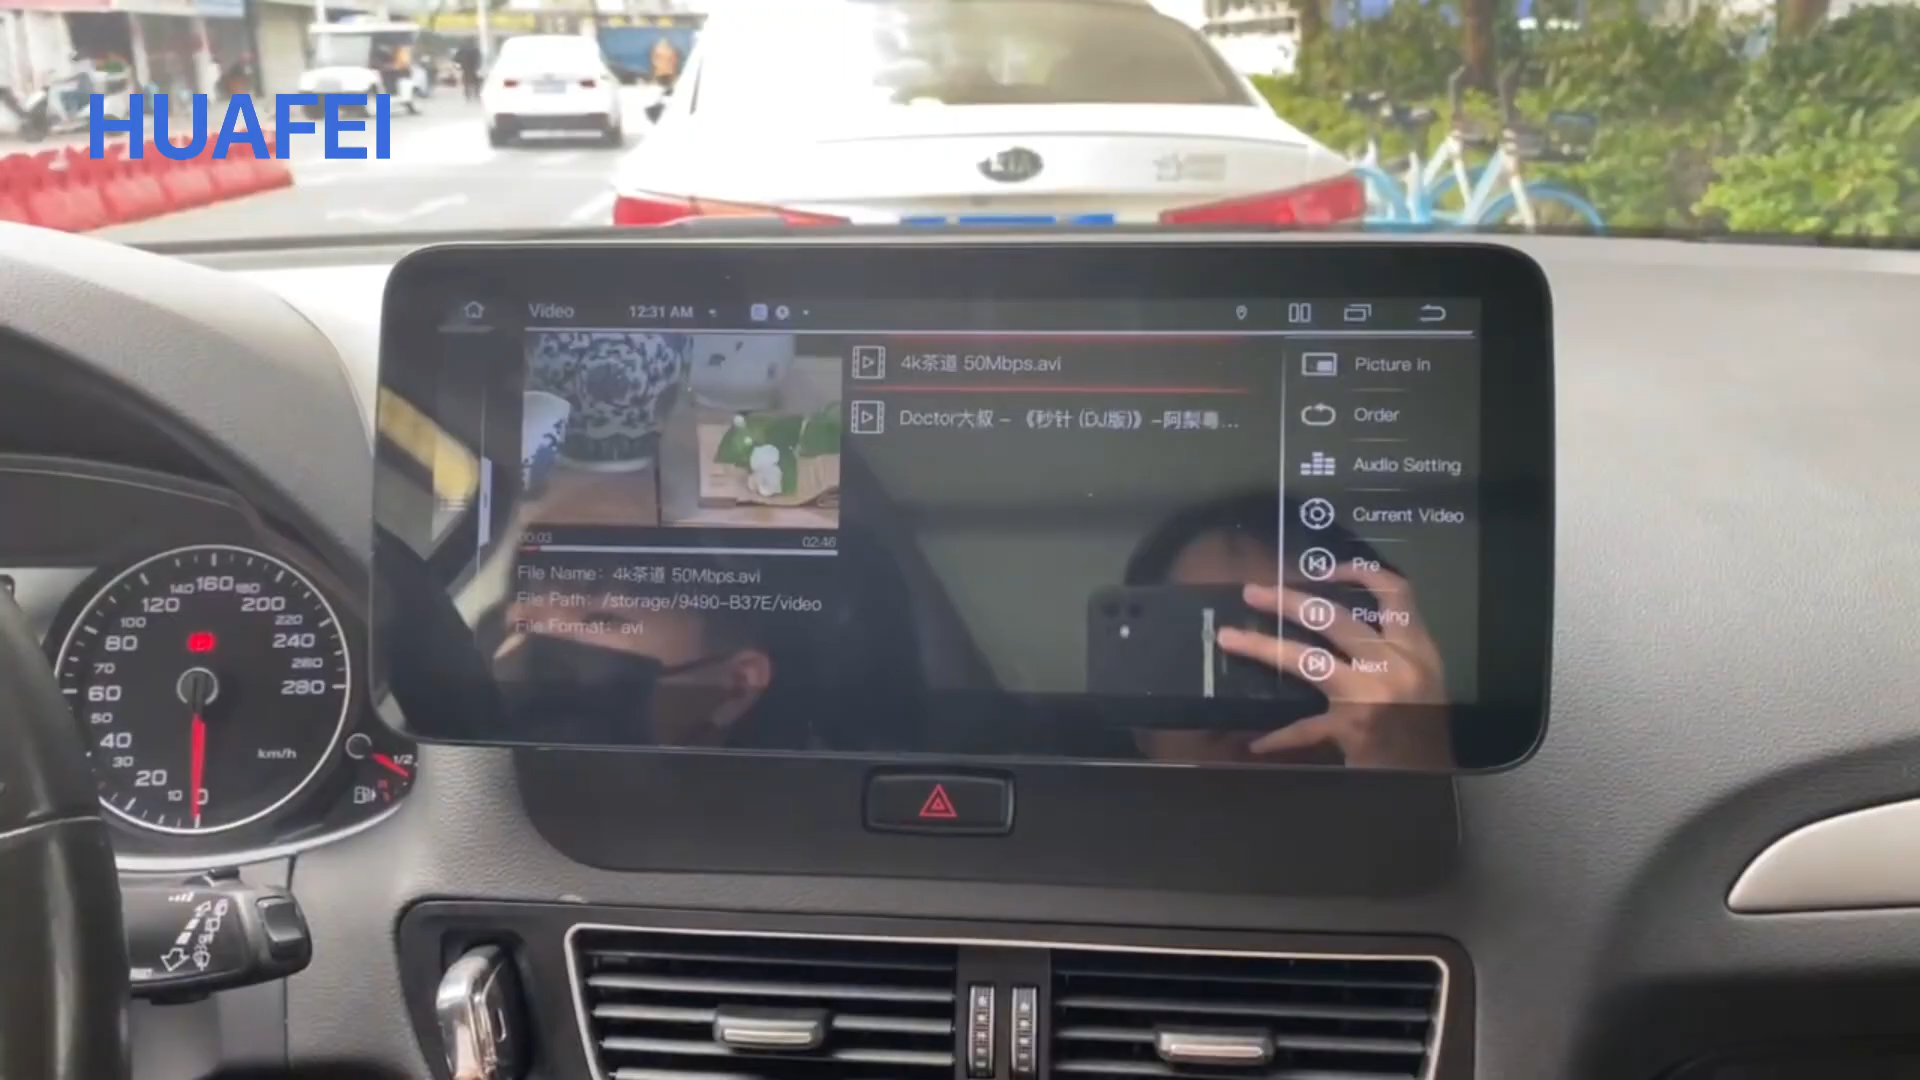 HUAFEI
KIA
Video 12:31 AM
4k茶道 50Mbps.avi
Doctor大叔 - 《秒针 (DJ版)》-阿梨粤...
00:03 02:46
File Name: 4k茶道 50Mbps.avi
File Path: /storage/9490-B37E/video
File Format: avi
Picture in
Order
Audio Setting
Current Video
Pre
Playing
Next
0 10 20 30 40 50 60 70 80 100 120 140 160 180 200 220 240 260 280
km/h
1/2